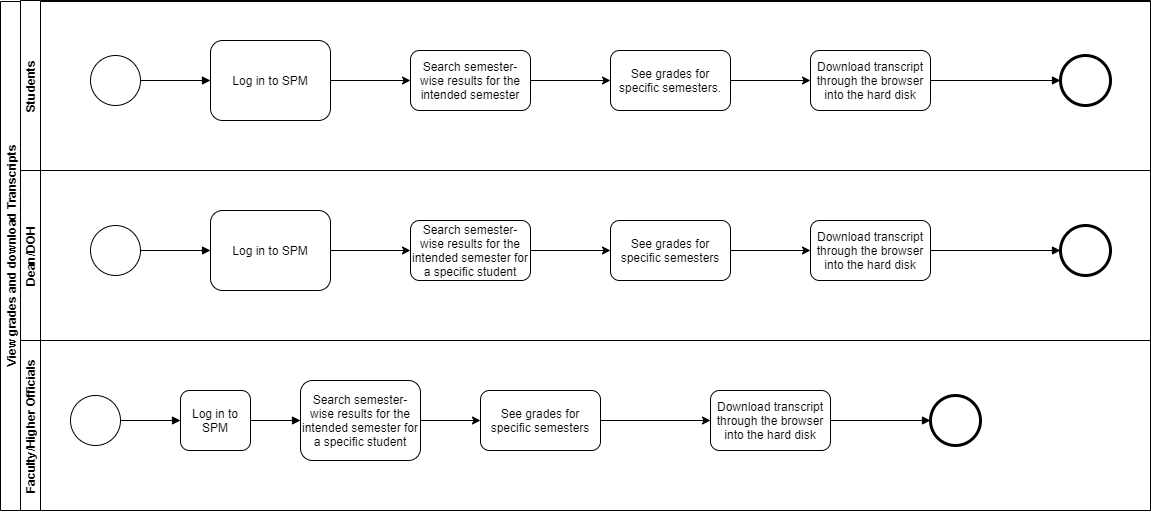 View grades and download Transcripts
Students
Log in to SPM
Search semester-
wise results for the
intended semester
See grades for
specific semesters.
Download transcript
through the browser
into the hard disk
Dean/DOH
Log in to SPM
Search semester-
wise results for the
intended semester for
a specific student
See grades for
specific semesters
Download transcript
through the browser
into the hard disk
Faculty/Higher Officials
Log in to
SPM
Search semester-
wise results for the
intended semester for
a specific student
See grades for
specific semesters
Download transcript
through the browser
into the hard disk